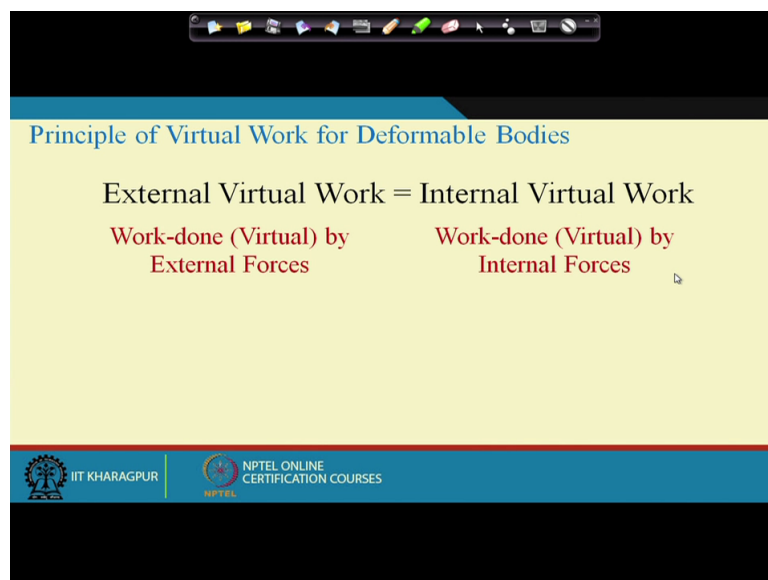 Principle of Virtual Work for Deformable Bodies
External Virtual Work = Internal Virtual Work
Work-done (Virtual) by
External Forces
Work-done (Virtual) by
Internal Forces
IIT KHARAGPUR
NPTEL
NPTEL ONLINE
CERTIFICATION COURSES